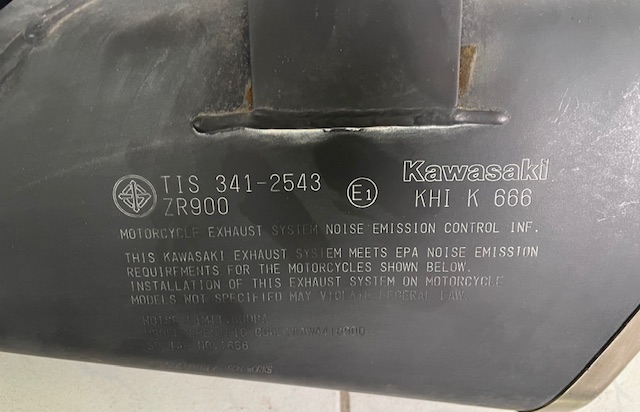 TIS 341-2543
ZR900
E1
Kawasaki
KHI K 666
MOTORCYCLE EXHAUST SYSTEM NOISE EMISSION CONTROL INF.
THIS KAWASAKI EXHAUST SYSTEM MEETS EPA NOISE EMISSION
REQUIREMENTS FOR THE MOTORCYCLES SHOWN BELOW.
INSTALLATION OF THIS EXHAUST SYSTEM ON MOTORCYCLE
MODELS NOT SPECIFIED MAY VIOLATE FEDERAL LAW.